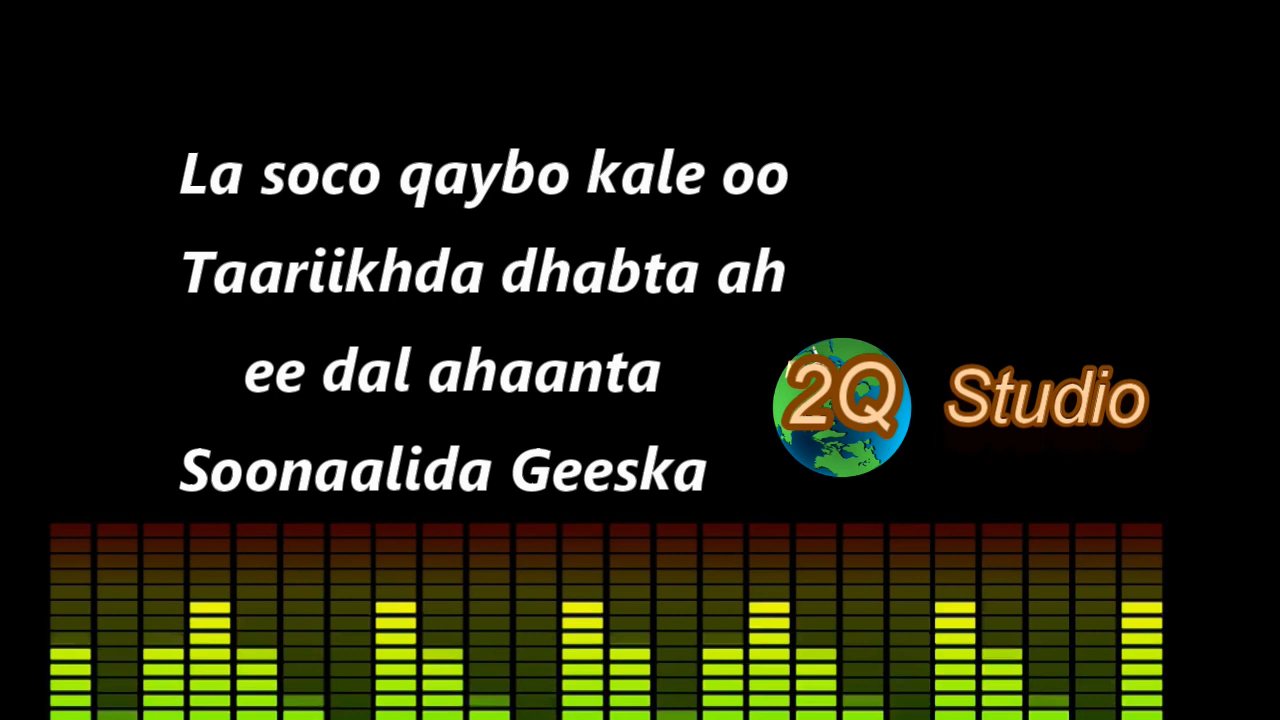 La soco qaybo kale oo
Taariikhda dhabta ah
ee dal ahaanta
Soonaalida Geeska
2Q Studio